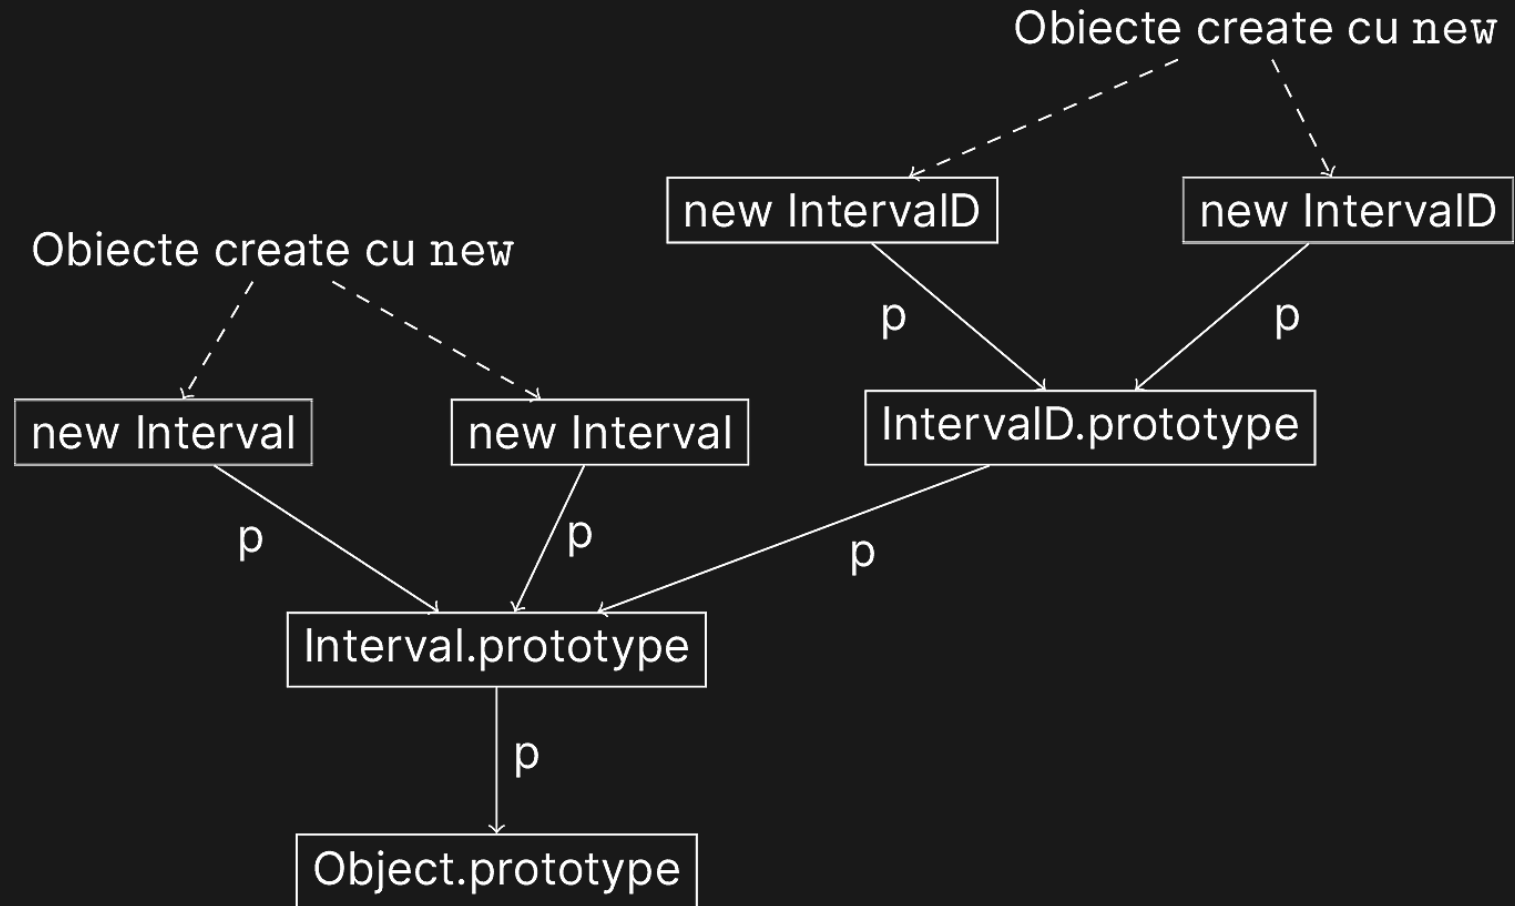 Obiecte create cu new
new IntervalD
new IntervalD
Obiecte create cu new
p
p
new Interval
new Interval
IntervalD.prototype
p
p
p
Interval.prototype
p
Object.prototype